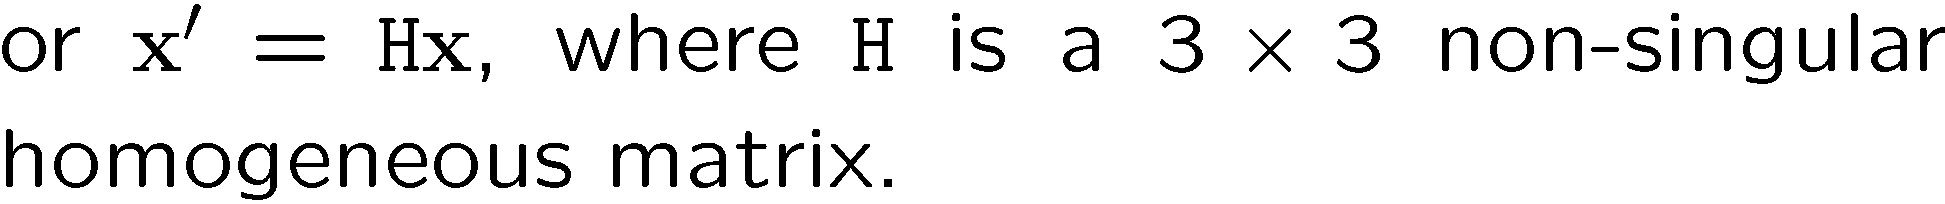 or x′ = Hx, where H is a 3 × 3 non-singular
homogeneous matrix.